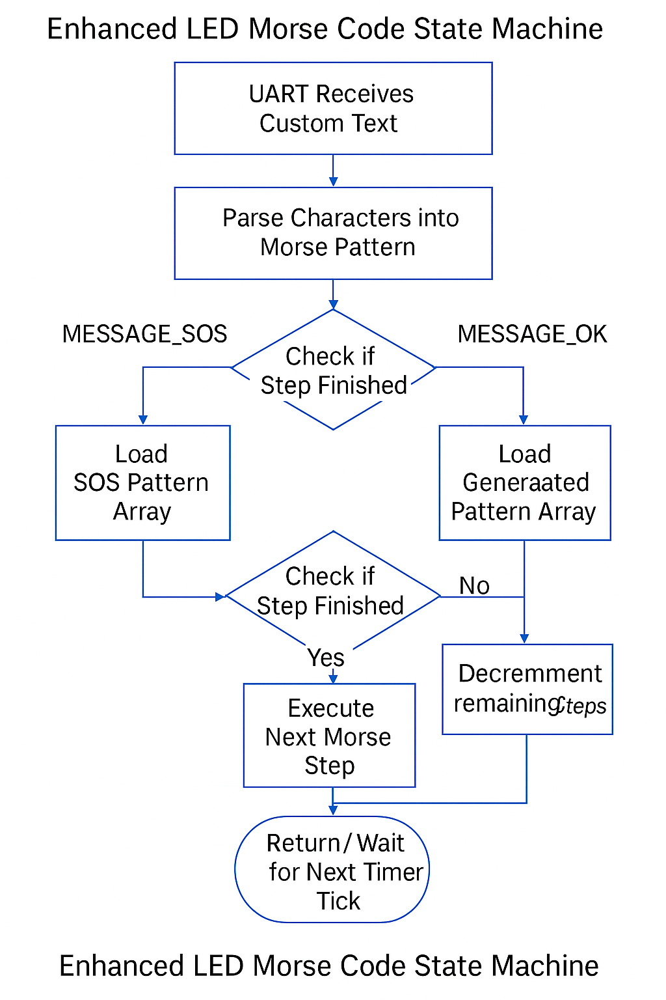 Enhanced LED Morse Code State Machine
UART Receives
Custom Text
Parse Characters into
Morse Pattern
MESSAGE_SOS
MESSAGE_OK
Check if
Step Finished
Load
SOS Pattern
Array
Load
Generaated
Pattern Array
Check if
Step Finished
No
Yes
Decremment
remaining
Execute
Next Morse
Step
Return/Wait
for Next Timer
Tick
Enhanced LED Morse Code State Machine